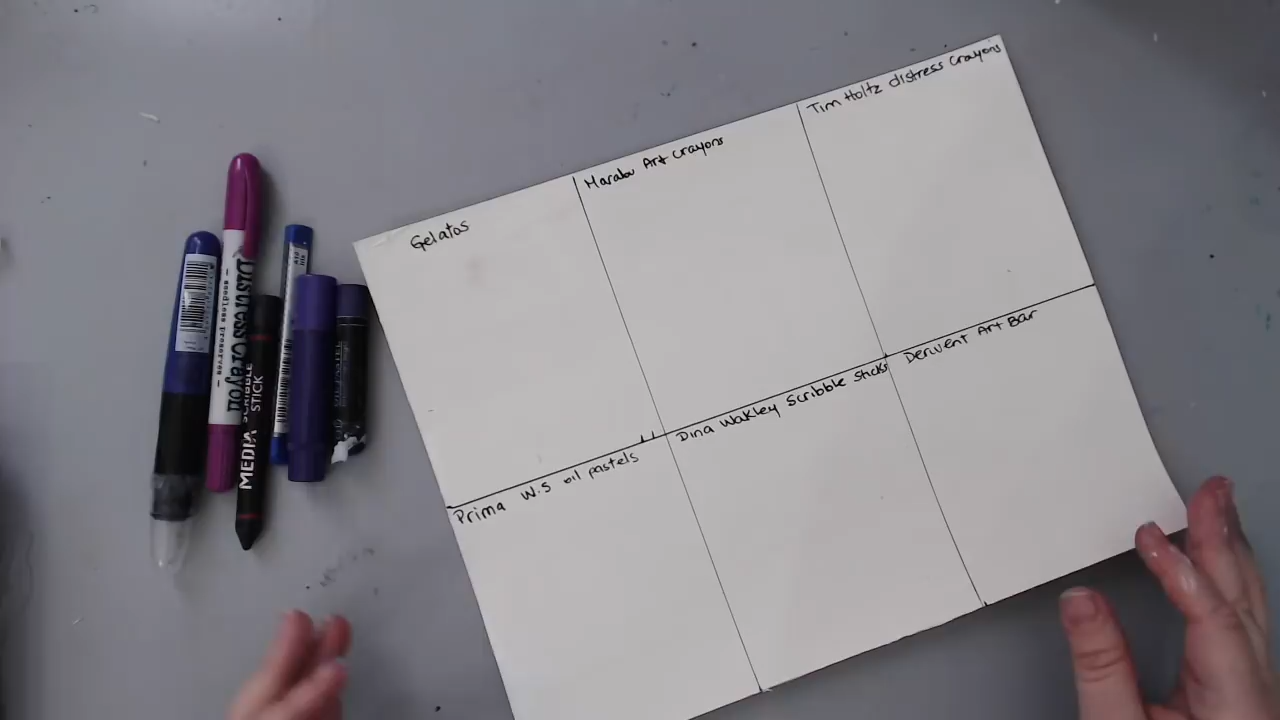 Gelatos
Marabu Art Crayons
Tim Holtz distress Crayons
Prima W.S oil pastels
Dina Wakley Scribble Sticks
Derwent Art Bar
Distress Crayon
MEDIA
SCRIBBLE
STICK